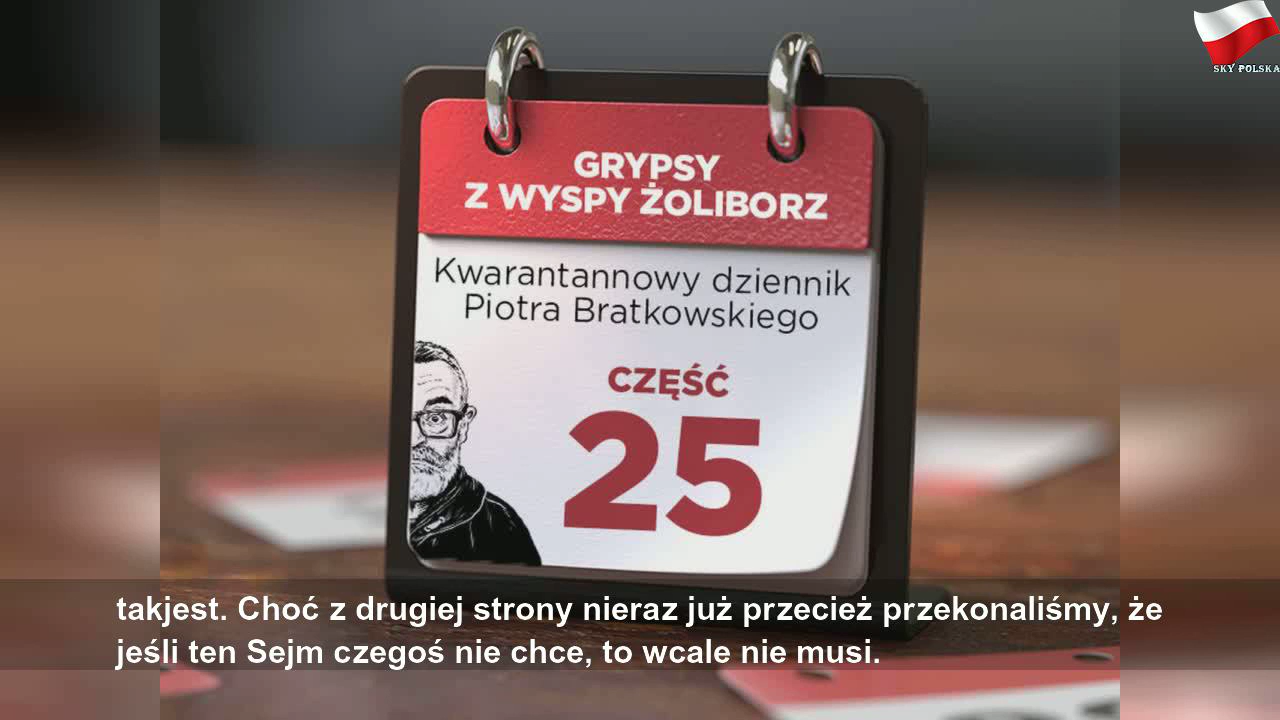 SKY POLSKA
GRYPSY
Z WYSPY ŻOLIBORZ
Kwarantannowy dziennik
Piotra Bratkowskiego
CZĘŚĆ
25
takjest. Choć z drugiej strony nieraz już przecież przekonaliśmy, że
jeśli ten Sejm czegoś nie chce, to wcale nie musi.